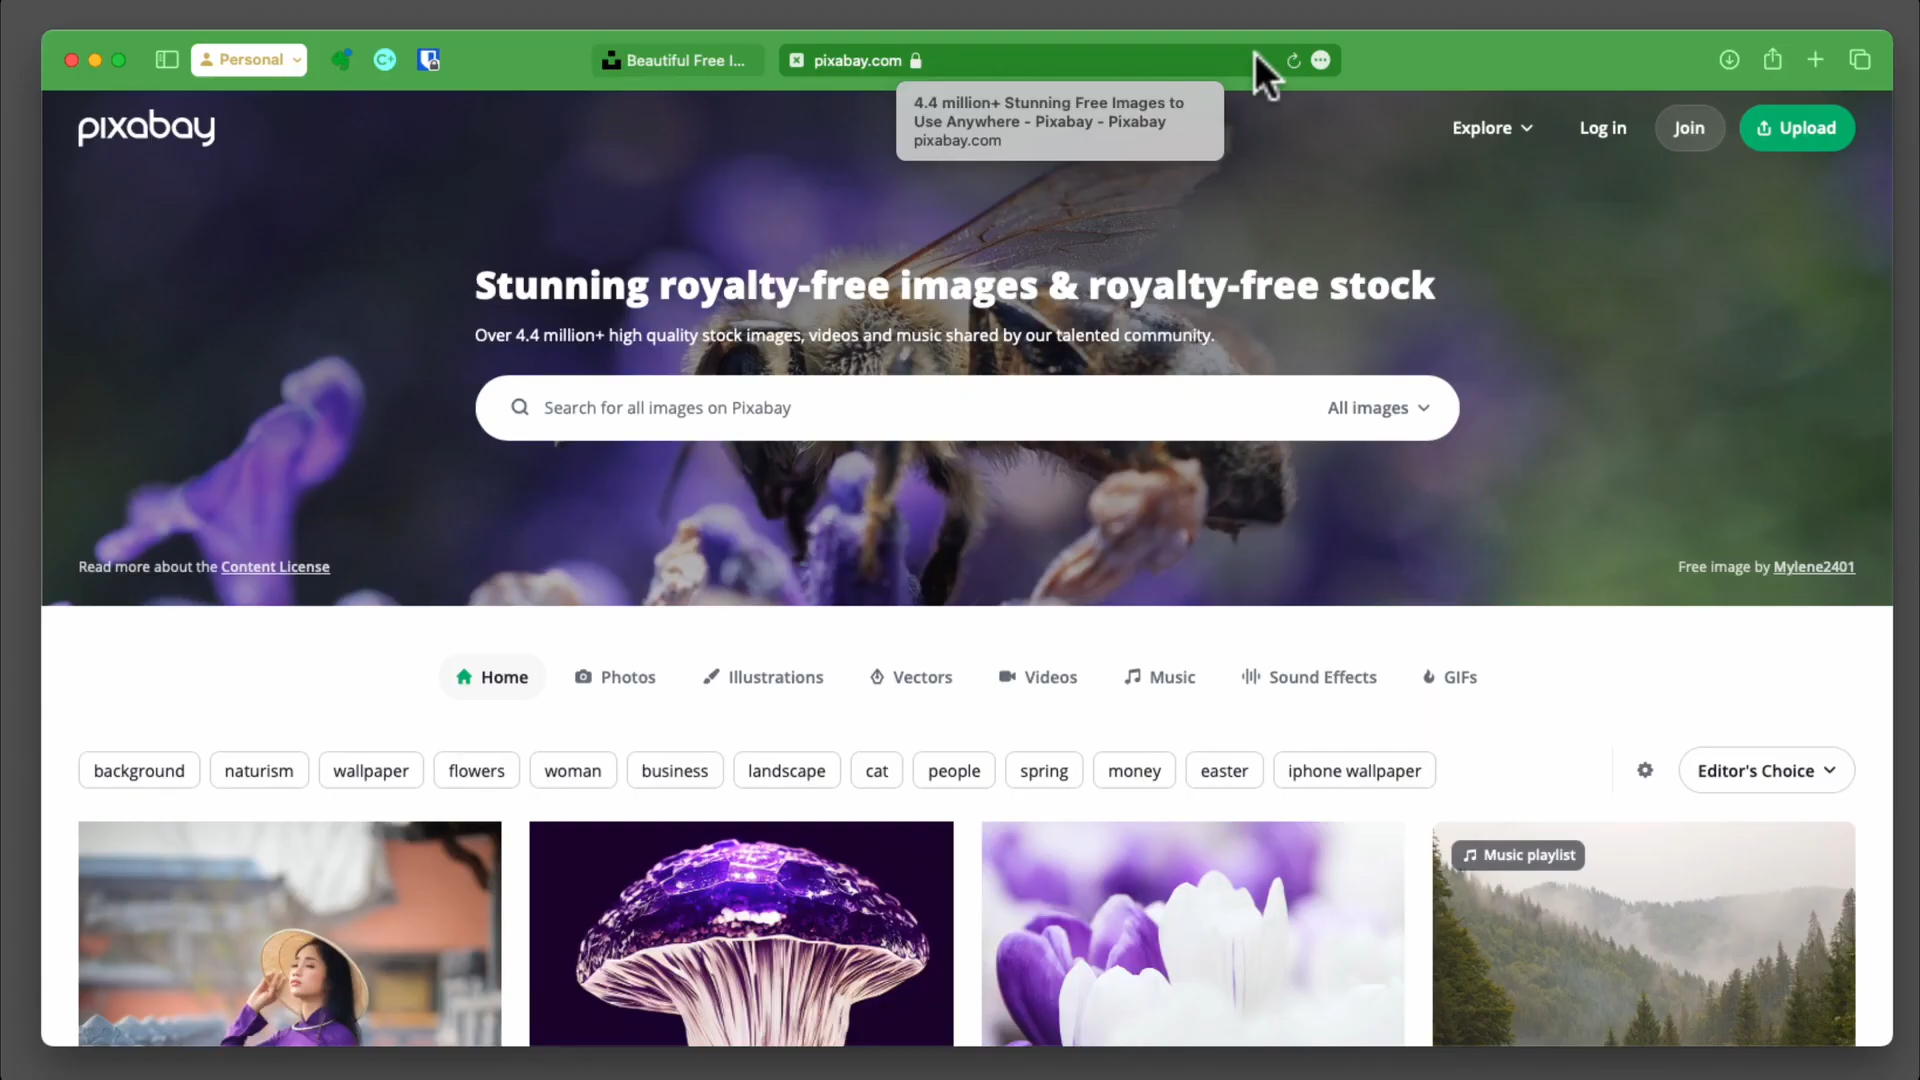 Personal
Beautiful Free I...
pixabay.com
4.4 million+ Stunning Free Images to
Use Anywhere - Pixabay - Pixabay
pixabay.com
pixabay
Explore
Log in
Join
Upload
Stunning royalty-free images & royalty-free stock
Over 4.4 million+ high quality stock images, videos and music shared by our talented community.
Search for all images on Pixabay
All images
Read more about the Content License
Free image by Mylene2401
Home
Photos
Illustrations
Vectors
Videos
Music
Sound Effects
GIFs
background
naturism
wallpaper
flowers
woman
business
landscape
cat
people
spring
money
easter
iphone wallpaper
Editor's Choice
Music playlist